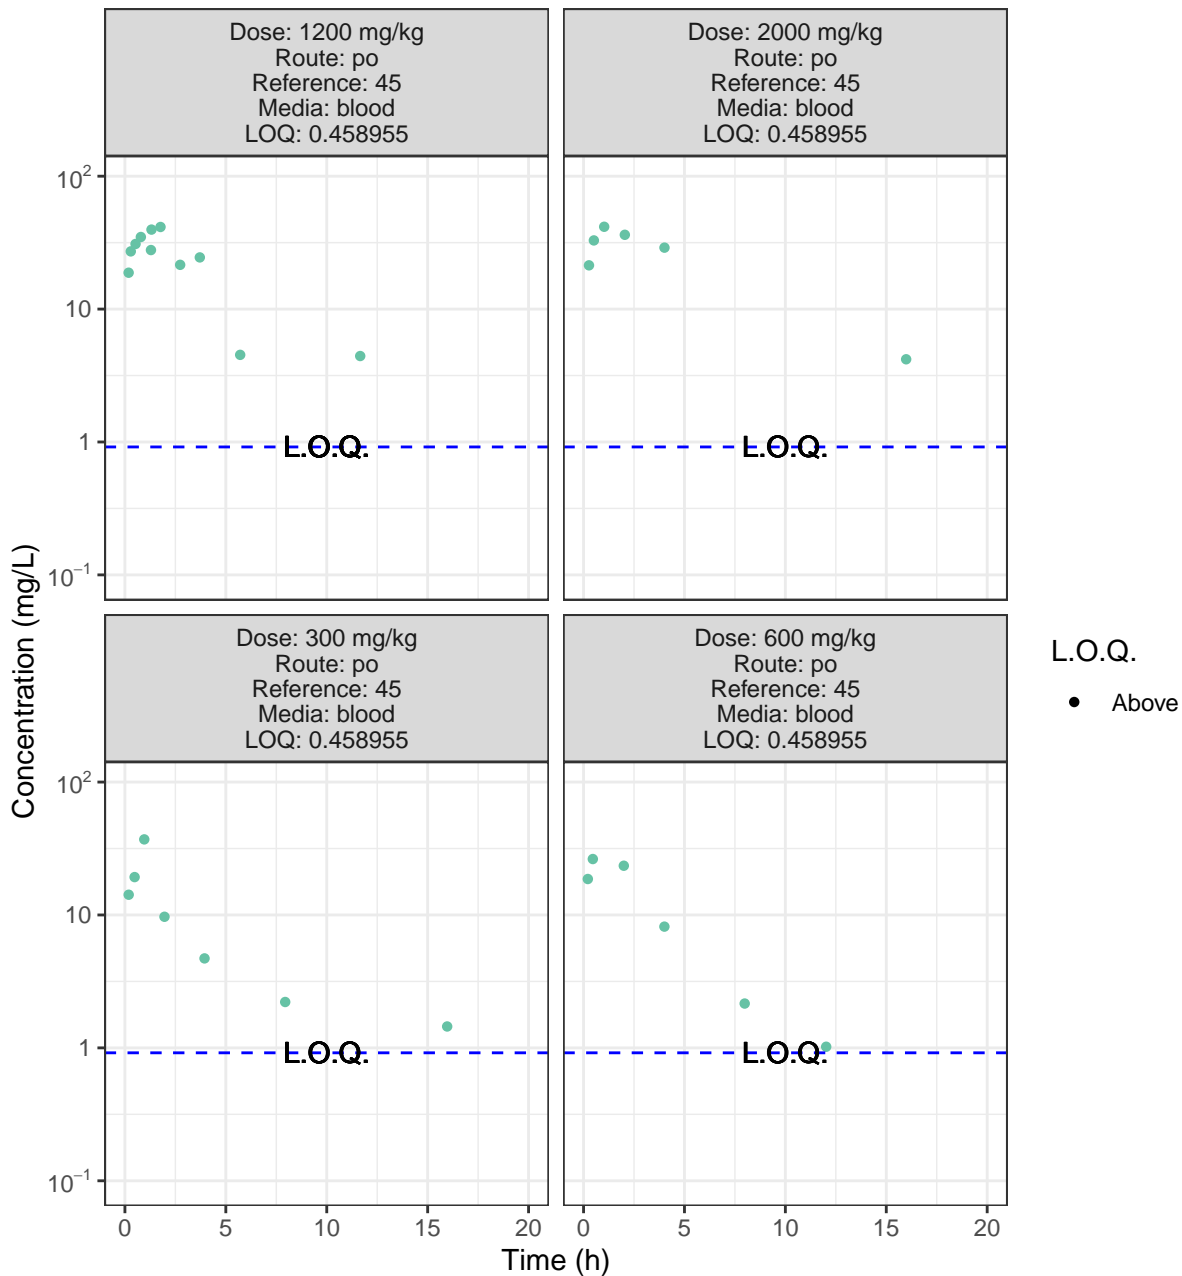 Dose: 1200 mg/kg
Route: po
Reference: 45
Media: blood
LOQ: 0.458955
Dose: 2000 mg/kg
Route: po
Reference: 45
Media: blood
LOQ: 0.458955
10²
10
1
10⁻¹
L.O.Q.
L.O.Q.
Dose: 300 mg/kg
Route: po
Reference: 45
Media: blood
LOQ: 0.458955
Dose: 600 mg/kg
Route: po
Reference: 45
Media: blood
LOQ: 0.458955
10²
10
1
10⁻¹
L.O.Q.
L.O.Q.
0 5 10 15 20
0 5 10 15 20
Time (h)
Concentration (mg/L)
L.O.Q.
Above